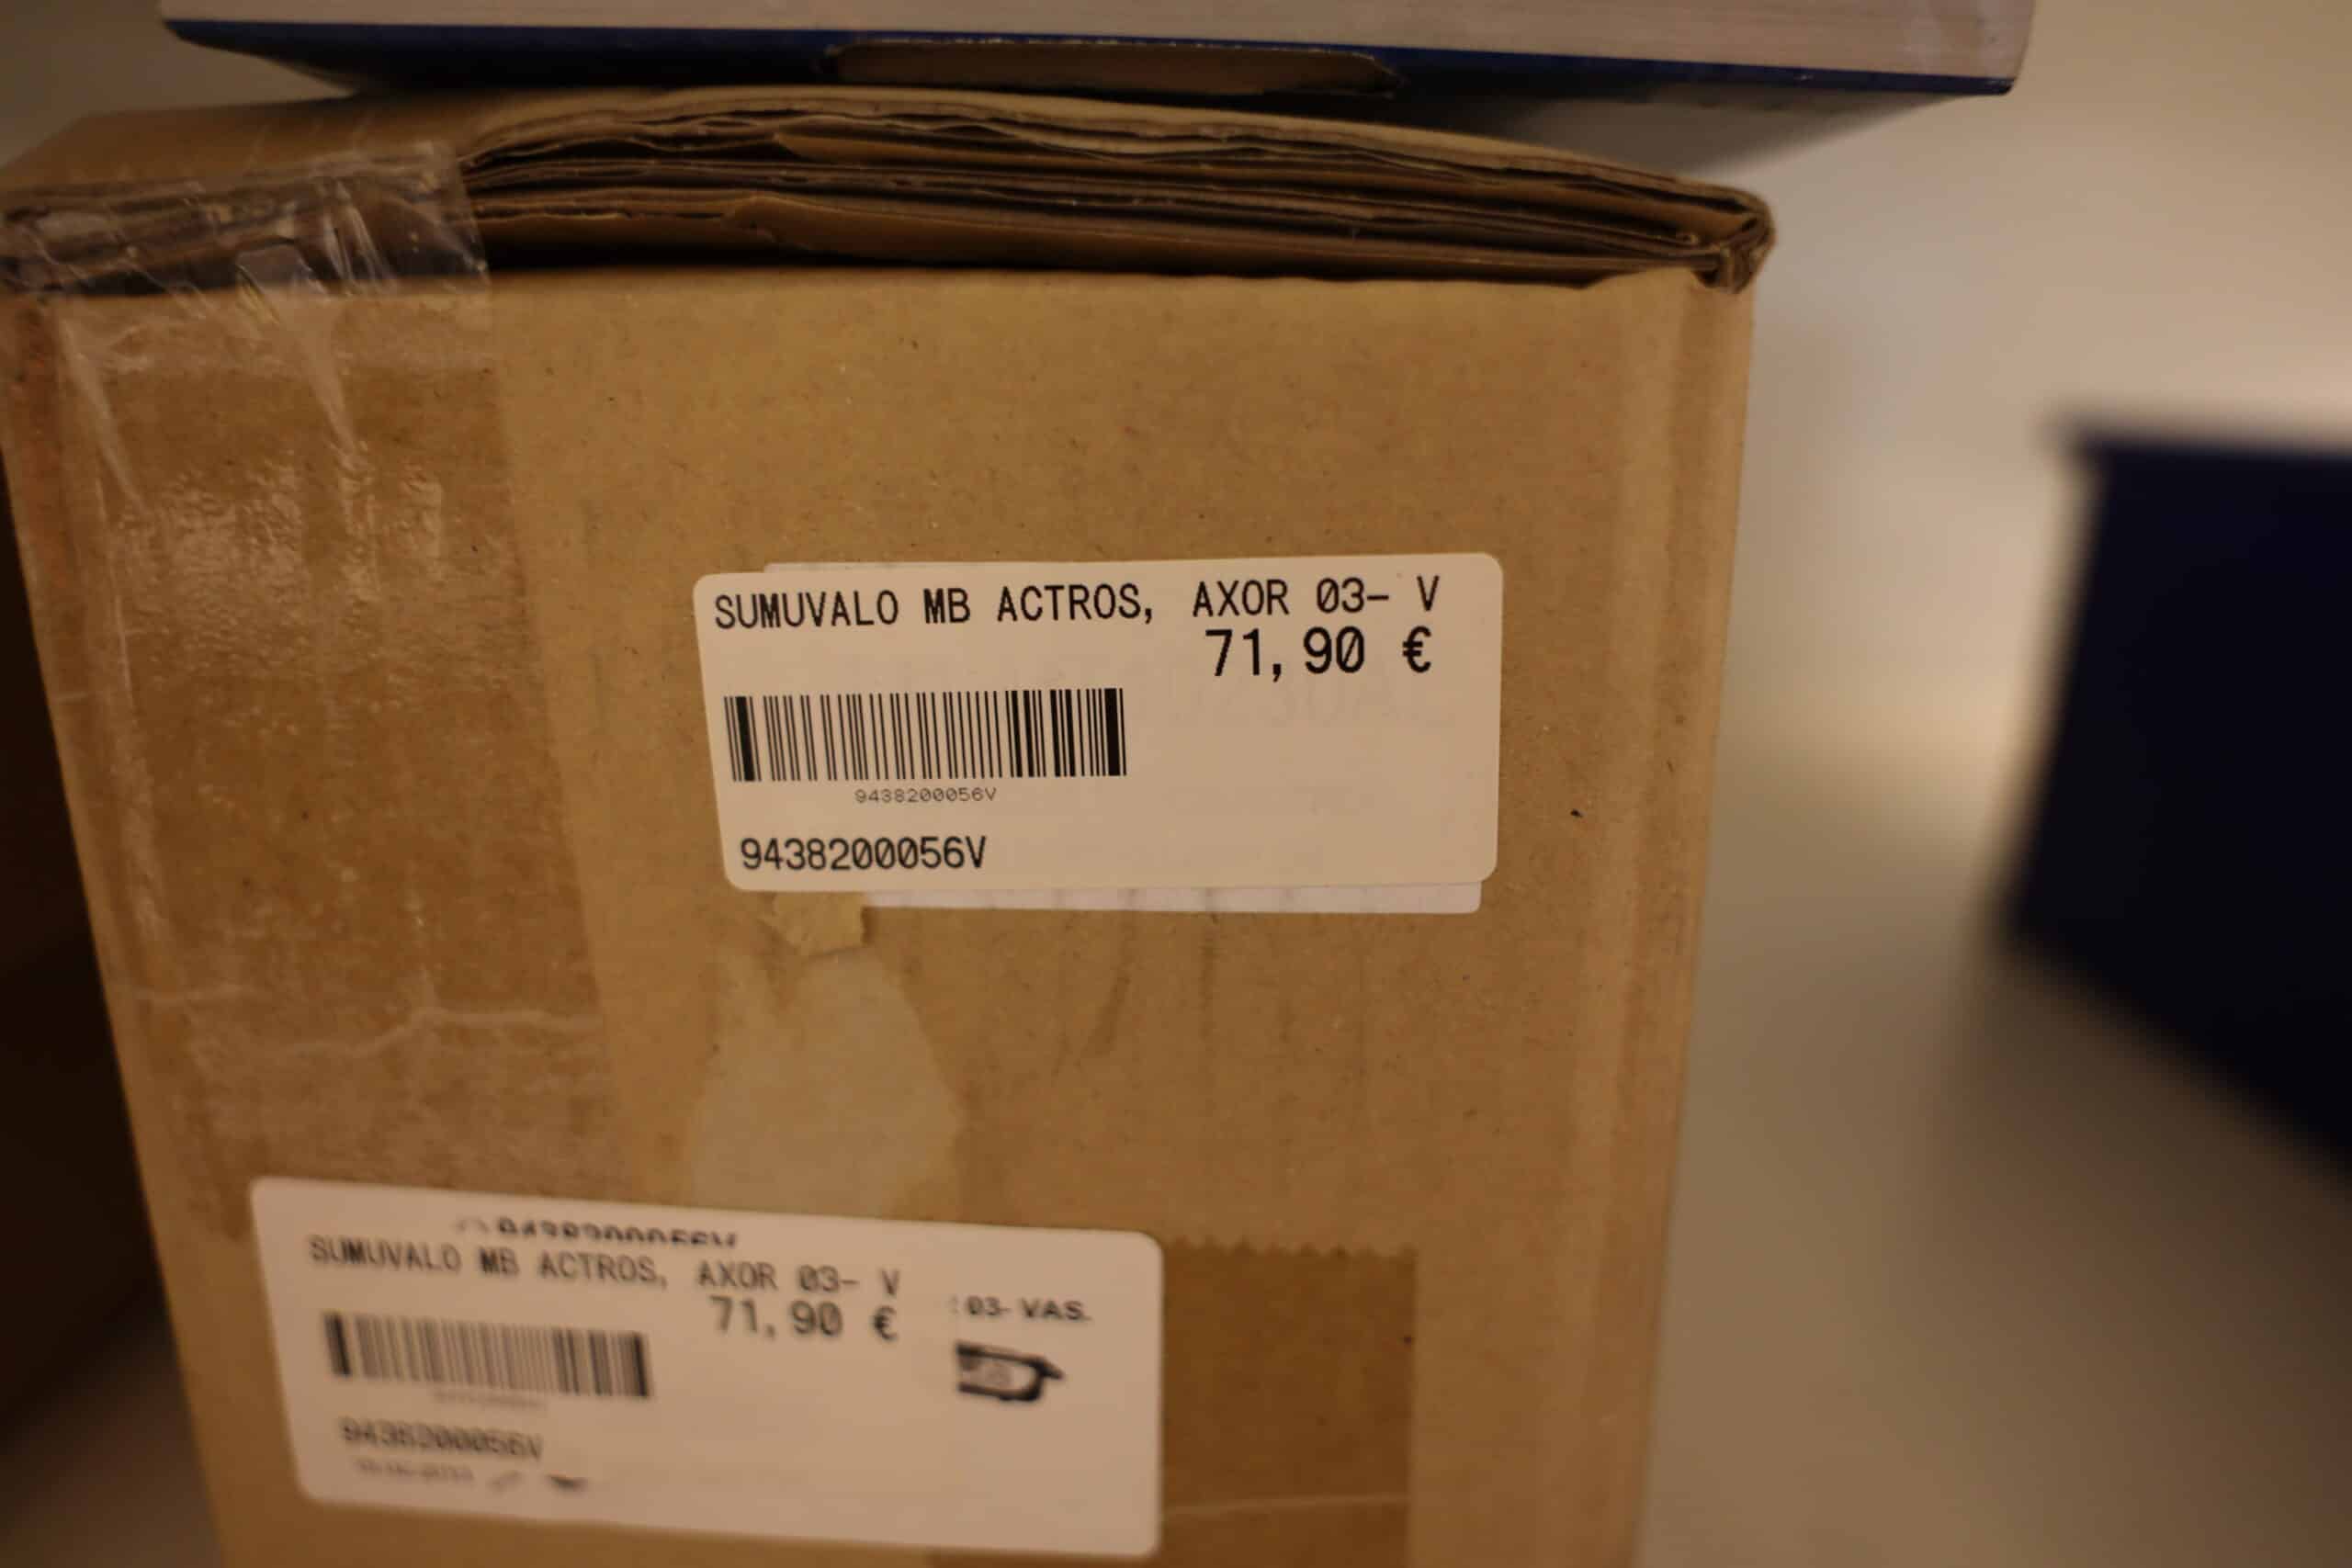 SUMUVALO MB ACTROS, AXOR 03- V
71,90 €
9438200056V
9438200056V
9438200056V
SUMUVALO MB ACTROS, AXOR 03- V
71,90 €
03- VAS.
9438200056V